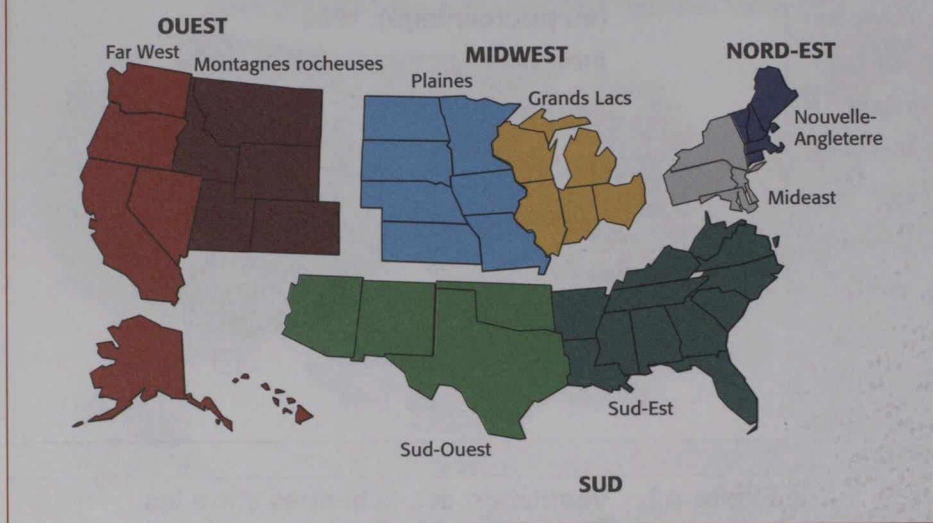 OUEST
Far West
Montagnes rocheuses
MIDWEST
Plaines
Grands Lacs
NORD-EST
Nouvelle-
Angleterre
Mideast
Sud-Est
Sud-Ouest
SUD